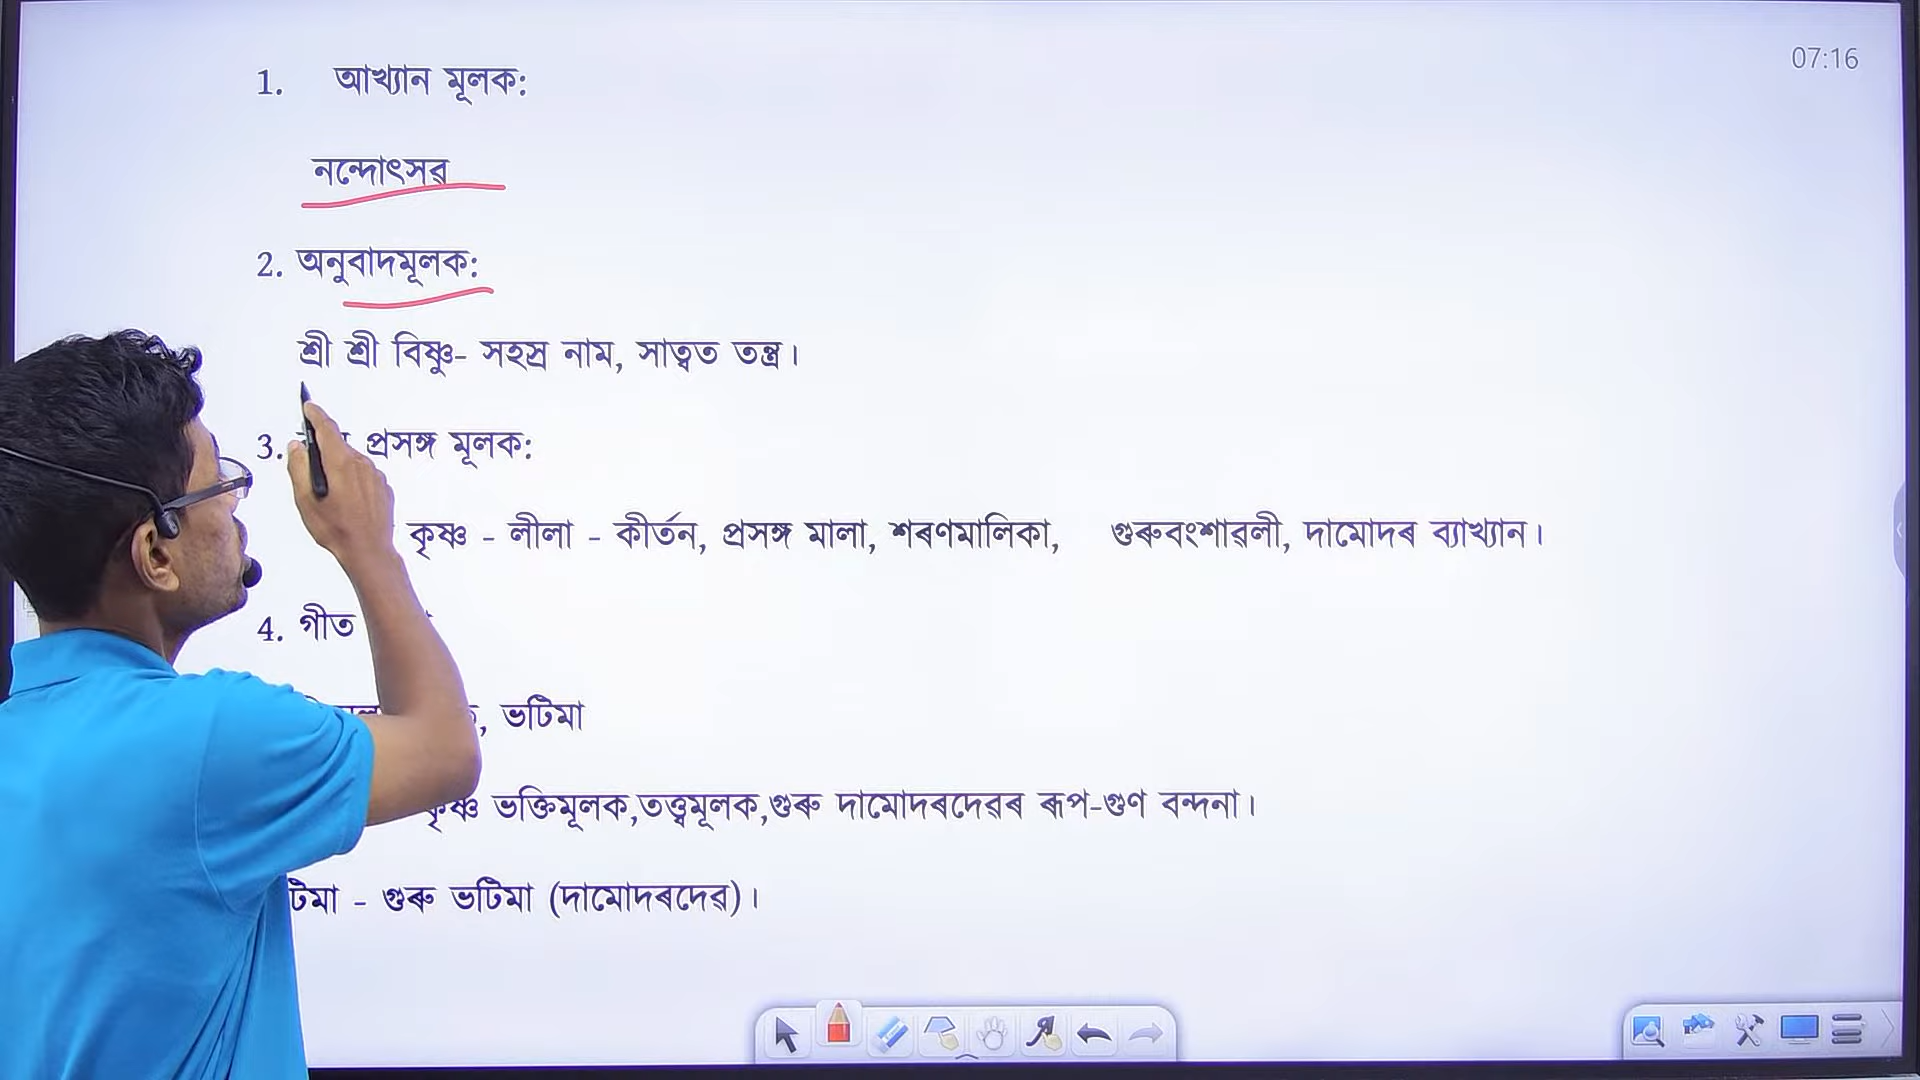 07:16
1. আখ্যান মূলক:
নন্দোৎসৱ
2. অনুবাদমূলক:
শ্ৰী শ্ৰী বিষ্ণু- সহস্ৰ নাম, সাত্বত তন্ত্ৰ।
3. প্ৰসঙ্গ মূলক:
কৃষ্ণ - লীলা - কীৰ্তন, প্ৰসঙ্গ মালা, শৰণমালিকা, গুৰুবংশাৱলী, দামোদৰ ব্যাখ্যান।
4. গীত
, ভটিমা
কৃষ্ণ ভক্তিমূলক,তত্ত্বমূলক,গুৰু দামোদৰদেৱৰ ৰূপ-গুণ বন্দনা।
টিমা - গুৰু ভটিমা (দামোদৰদেৱ)।